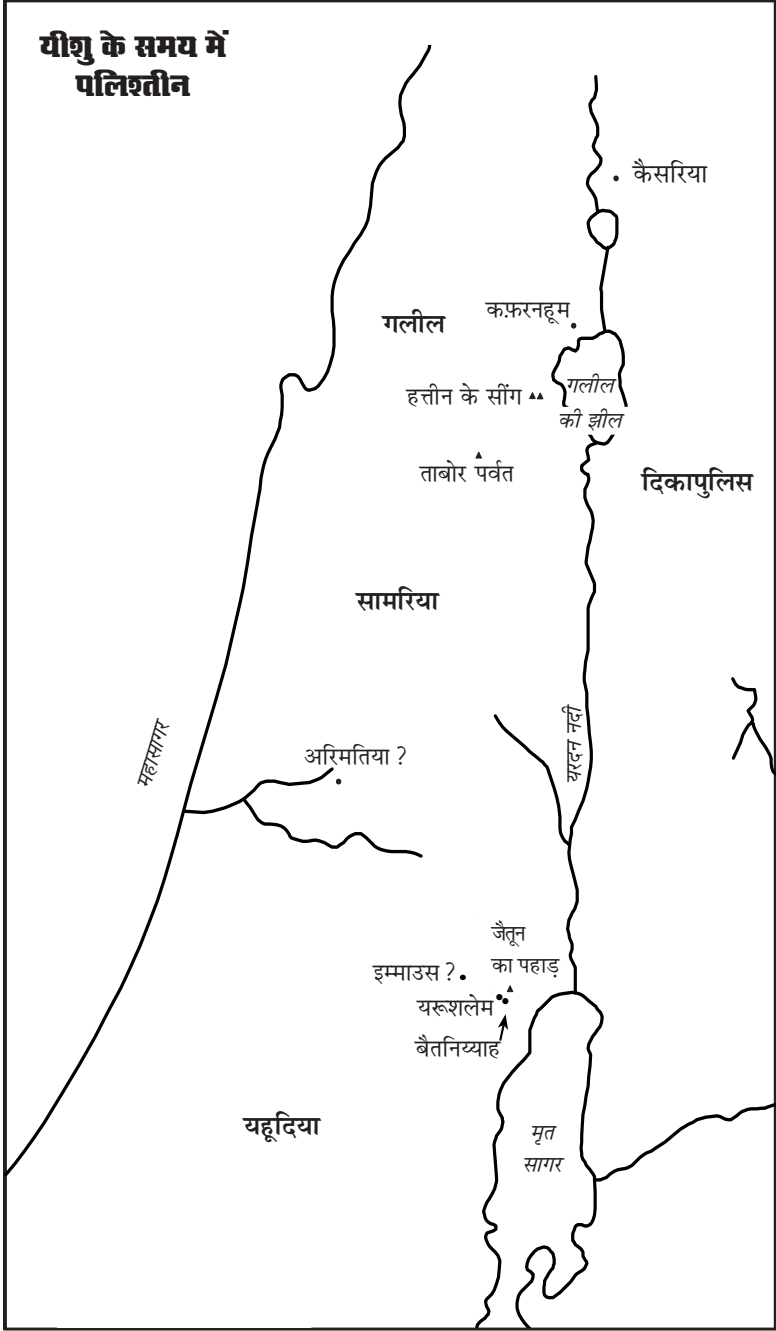 यीशु के समय में
पलिश्तीन
कैसरिया
कफ़रनहूम
गलील
हत्तीन के सींग
गलील
की झील
ताबोर पर्वत
दिकापुलिस
सामरिया
महासागर
यरदन नदी
अरिमतिया ?
जैतून
का पहाड़
इम्माउस ?
यरूशलेम
बैतनिय्याह
यहूदिया
मृत
सागर